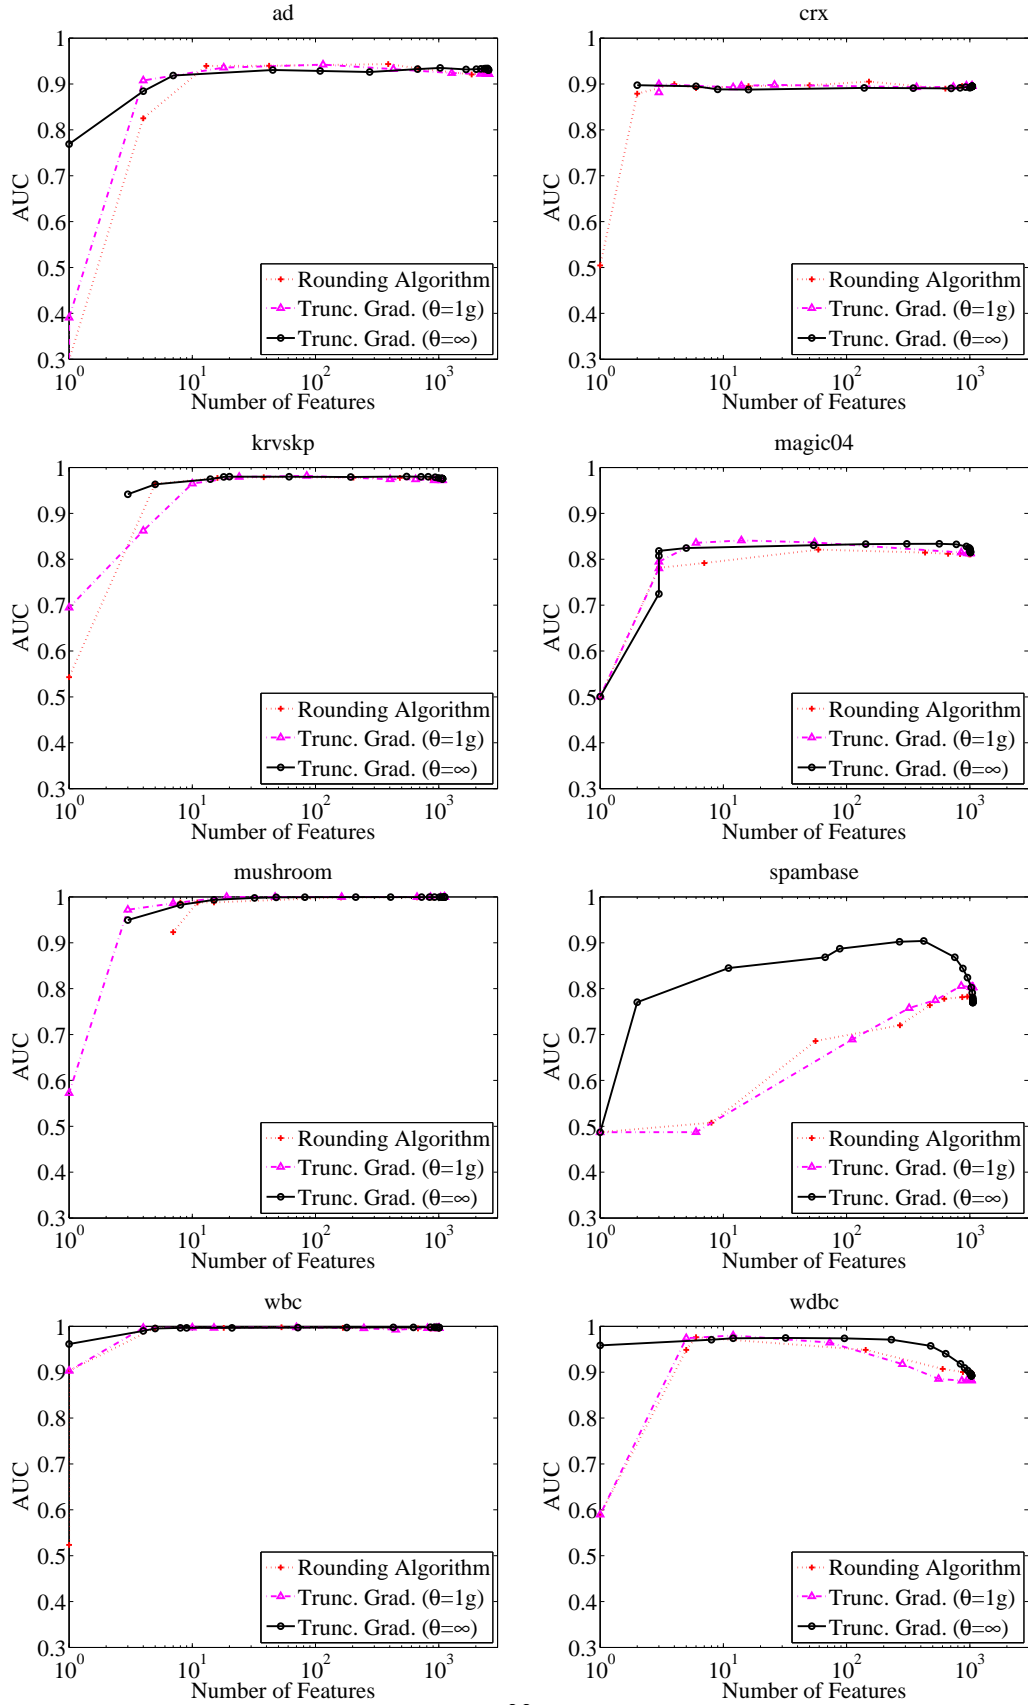 ad
1
0.9
0.8
0.7
0.6
0.5
0.4
0.3
AUC
10^0 10^1 10^2 10^3
Number of Features
Rounding Algorithm
Trunc. Grad. (θ=1g)
Trunc. Grad. (θ=∞)
crx
1
0.9
0.8
0.7
0.6
0.5
0.4
0.3
AUC
10^0 10^1 10^2 10^3
Number of Features
Rounding Algorithm
Trunc. Grad. (θ=1g)
Trunc. Grad. (θ=∞)
krvskp
1
0.9
0.8
0.7
0.6
0.5
0.4
0.3
AUC
10^0 10^1 10^2 10^3
Number of Features
Rounding Algorithm
Trunc. Grad. (θ=1g)
Trunc. Grad. (θ=∞)
magic04
1
0.9
0.8
0.7
0.6
0.5
0.4
0.3
AUC
10^0 10^1 10^2 10^3
Number of Features
Rounding Algorithm
Trunc. Grad. (θ=1g)
Trunc. Grad. (θ=∞)
mushroom
1
0.9
0.8
0.7
0.6
0.5
0.4
0.3
AUC
10^0 10^1 10^2 10^3
Number of Features
Rounding Algorithm
Trunc. Grad. (θ=1g)
Trunc. Grad. (θ=∞)
spambase
1
0.9
0.8
0.7
0.6
0.5
0.4
0.3
AUC
10^0 10^1 10^2 10^3
Number of Features
Rounding Algorithm
Trunc. Grad. (θ=1g)
Trunc. Grad. (θ=∞)
wbc
1
0.9
0.8
0.7
0.6
0.5
0.4
0.3
AUC
10^0 10^1 10^2 10^3
Number of Features
Rounding Algorithm
Trunc. Grad. (θ=1g)
Trunc. Grad. (θ=∞)
wdbc
1
0.9
0.8
0.7
0.6
0.5
0.4
0.3
AUC
10^0 10^1 10^2 10^3
Number of Features
Rounding Algorithm
Trunc. Grad. (θ=1g)
Trunc. Grad. (θ=∞)